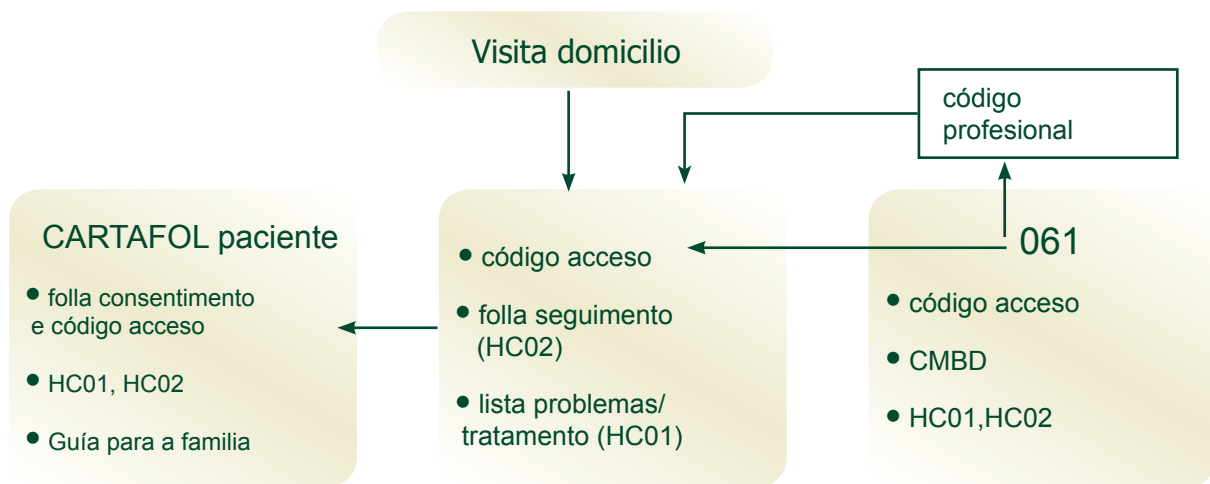 Visita domicilio
código
profesional
CARTAFOL paciente
• folla consentimento
e código acceso
• HC01, HC02
• Guía para a familia
• código acceso
• folla seguimento
(HC02)
• lista problemas/
tratamento (HC01)
061
• código acceso
• CMBD
• HC01,HC02